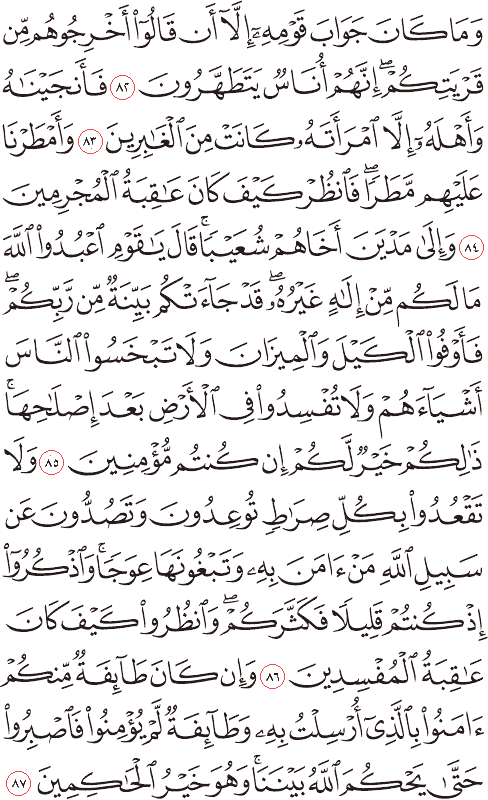 وَمَا كَانَ جَوَابَ قَوْمِهِۦٓ إِلَّآ أَن قَالُوٓا۟ أَخْرِجُوهُم مِّن
قَرْيَتِكُمْ ۖ إِنَّهُمْ أُنَاسٌ يَتَطَهَّرُونَ ٨٢ فَأَنجَيْنَـٰهُ
وَأَهْلَهُۥٓ إِلَّا ٱمْرَأَتَهُۥ كَانَتْ مِنَ ٱلْغَـٰبِرِينَ ٨٣ وَأَمْطَرْنَا
عَلَيْهِم مَّطَرًا ۖ فَٱنظُرْ كَيْفَ كَانَ عَـٰقِبَةُ ٱلْمُجْرِمِينَ
٨٤ وَإِلَىٰ مَدْيَنَ أَخَاهُمْ شُعَيْبًا ۚ قَالَ يَـٰقَوْمِ ٱعْبُدُوا۟ ٱللَّهَ
مَا لَكُم مِّنْ إِلَـٰهٍ غَيْرُهُۥ ۖ قَدْ جَآءَتْكُم بَيِّنَةٌ مِّن رَّبِّكُمْ ۖ
فَأَوْفُوا۟ ٱلْكَيْلَ وَٱلْمِيزَانَ وَلَا تَبْخَسُوا۟ ٱلنَّاسَ
أَشْيَآءَهُمْ وَلَا تُفْسِدُوا۟ فِى ٱلْأَرْضِ بَعْدَ إِصْلَـٰحِهَا ۚ
ذَٰلِكُمْ خَيْرٌ لَّكُمْ إِن كُنتُم مُّؤْمِنِينَ ٨٥ وَلَا
تَقْعُدُوا۟ بِكُلِّ صِرَٰطٍ تُوعِدُونَ وَتَصُدُّونَ عَن
سَبِيلِ ٱللَّهِ مَنْ ءَامَنَ بِهِۦ وَتَبْغُونَهَا عِوَجًا ۚ وَٱذْكُرُوٓا۟
إِذْ كُنتُمْ قَلِيلًا فَكَثَّرَكُمْ ۖ وَٱنظُرُوا۟ كَيْفَ كَانَ
عَـٰقِبَةُ ٱلْمُفْسِدِينَ ٨٦ وَإِن كَانَ طَآئِفَةٌ مِّنكُمْ
ءَامَنُوا۟ بِٱلَّذِىٓ أُرْسِلْتُ بِهِۦ وَطَآئِفَةٌ لَّمْ يُؤْمِنُوا۟ فَٱصْبِرُوا۟
حَتَّىٰ يَحْكُمَ ٱللَّهُ بَيْنَنَا ۚ وَهُوَ خَيْرُ ٱلْحَـٰكِمِينَ ٨٧